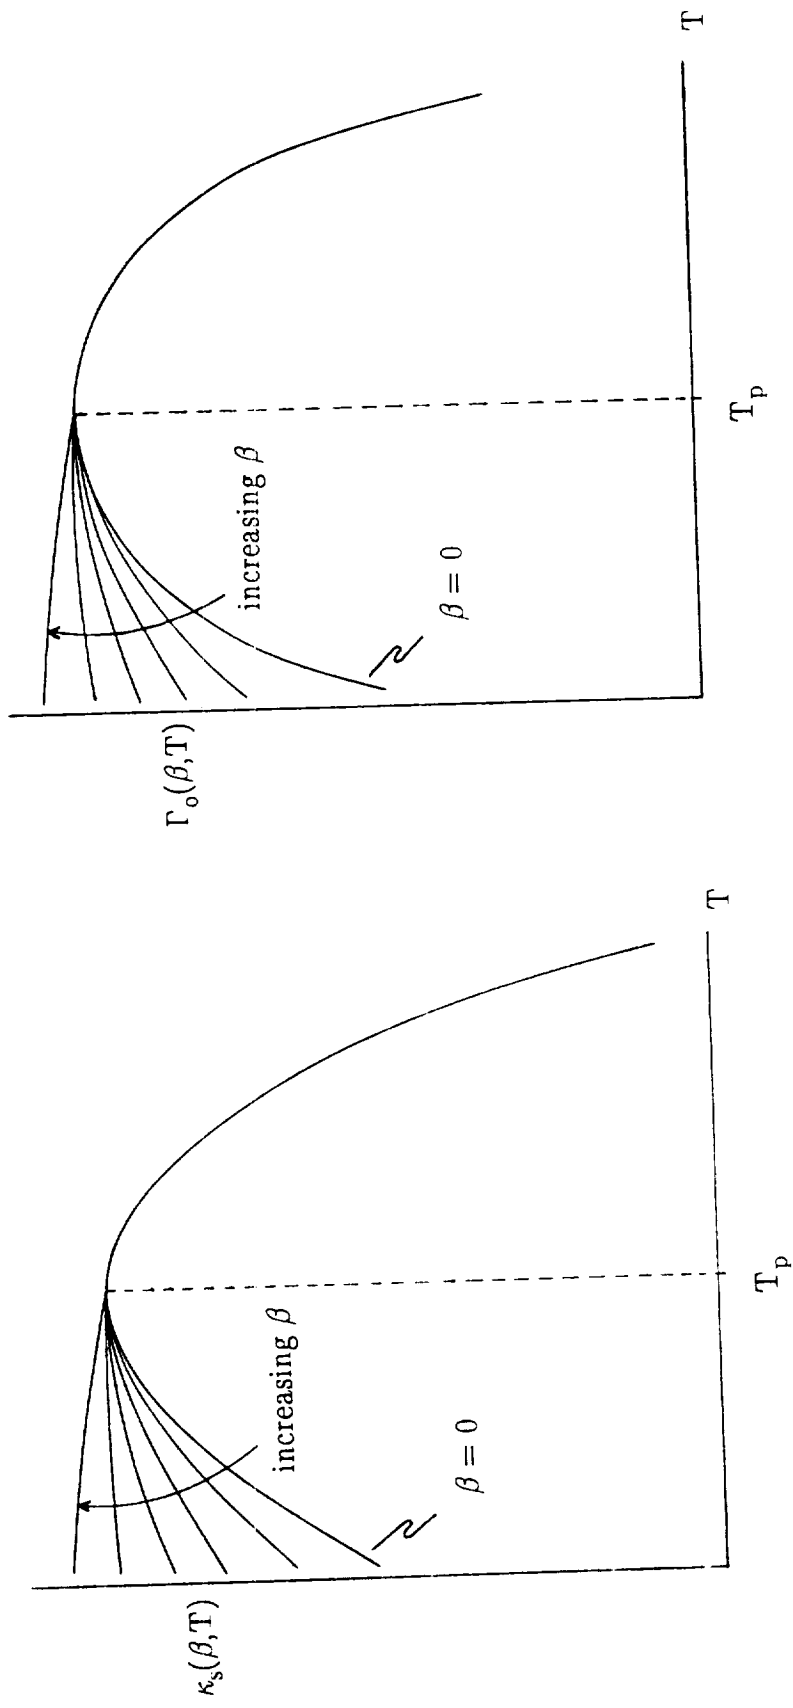 κₛ(β,T)
increasing β
β = 0
Tₚ
T
Γₒ(β,T)
increasing β
β = 0
Tₚ
T